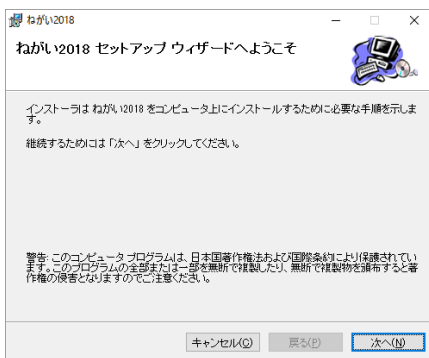 ねがい2018
ねがい2018 セットアップ ウィザードへようこそ
インストーラは ねがい2018 をコンピュータ上にインストールするために必要な手順を示しま
す。
継続するためには「次へ」をクリックしてください。
警告: このコンピュータ プログラムは、日本国著作権法および国際条約により保護されてい
ます。このプログラムの全部または一部を無断で複製したり、無断で複製物を頒布すると著
作権の侵害となりますのでご注意ください。
キャンセル(C) 戻る(P) 次へ(N)